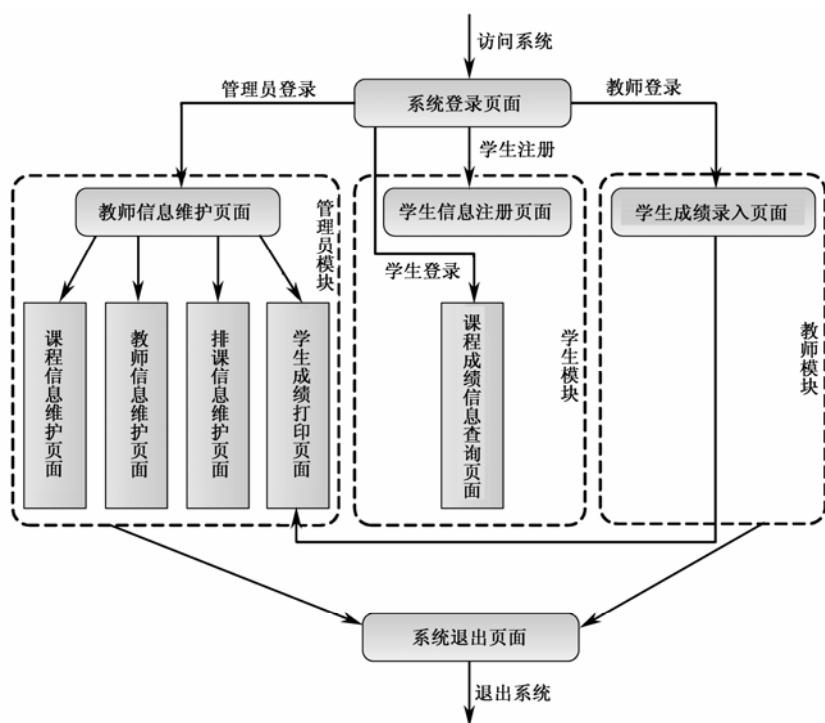 访问系统
管理员登录
系统登录页面
教师登录
学生注册
教师信息维护页面
管理员模块
学生信息注册页面
学生成绩录入页面
学生登录
课程信息维护页面
教师信息维护页面
排课信息维护页面
学生成绩打印页面
课程成绩信息查询页面
学生模块
教师模块
系统退出页面
退出系统